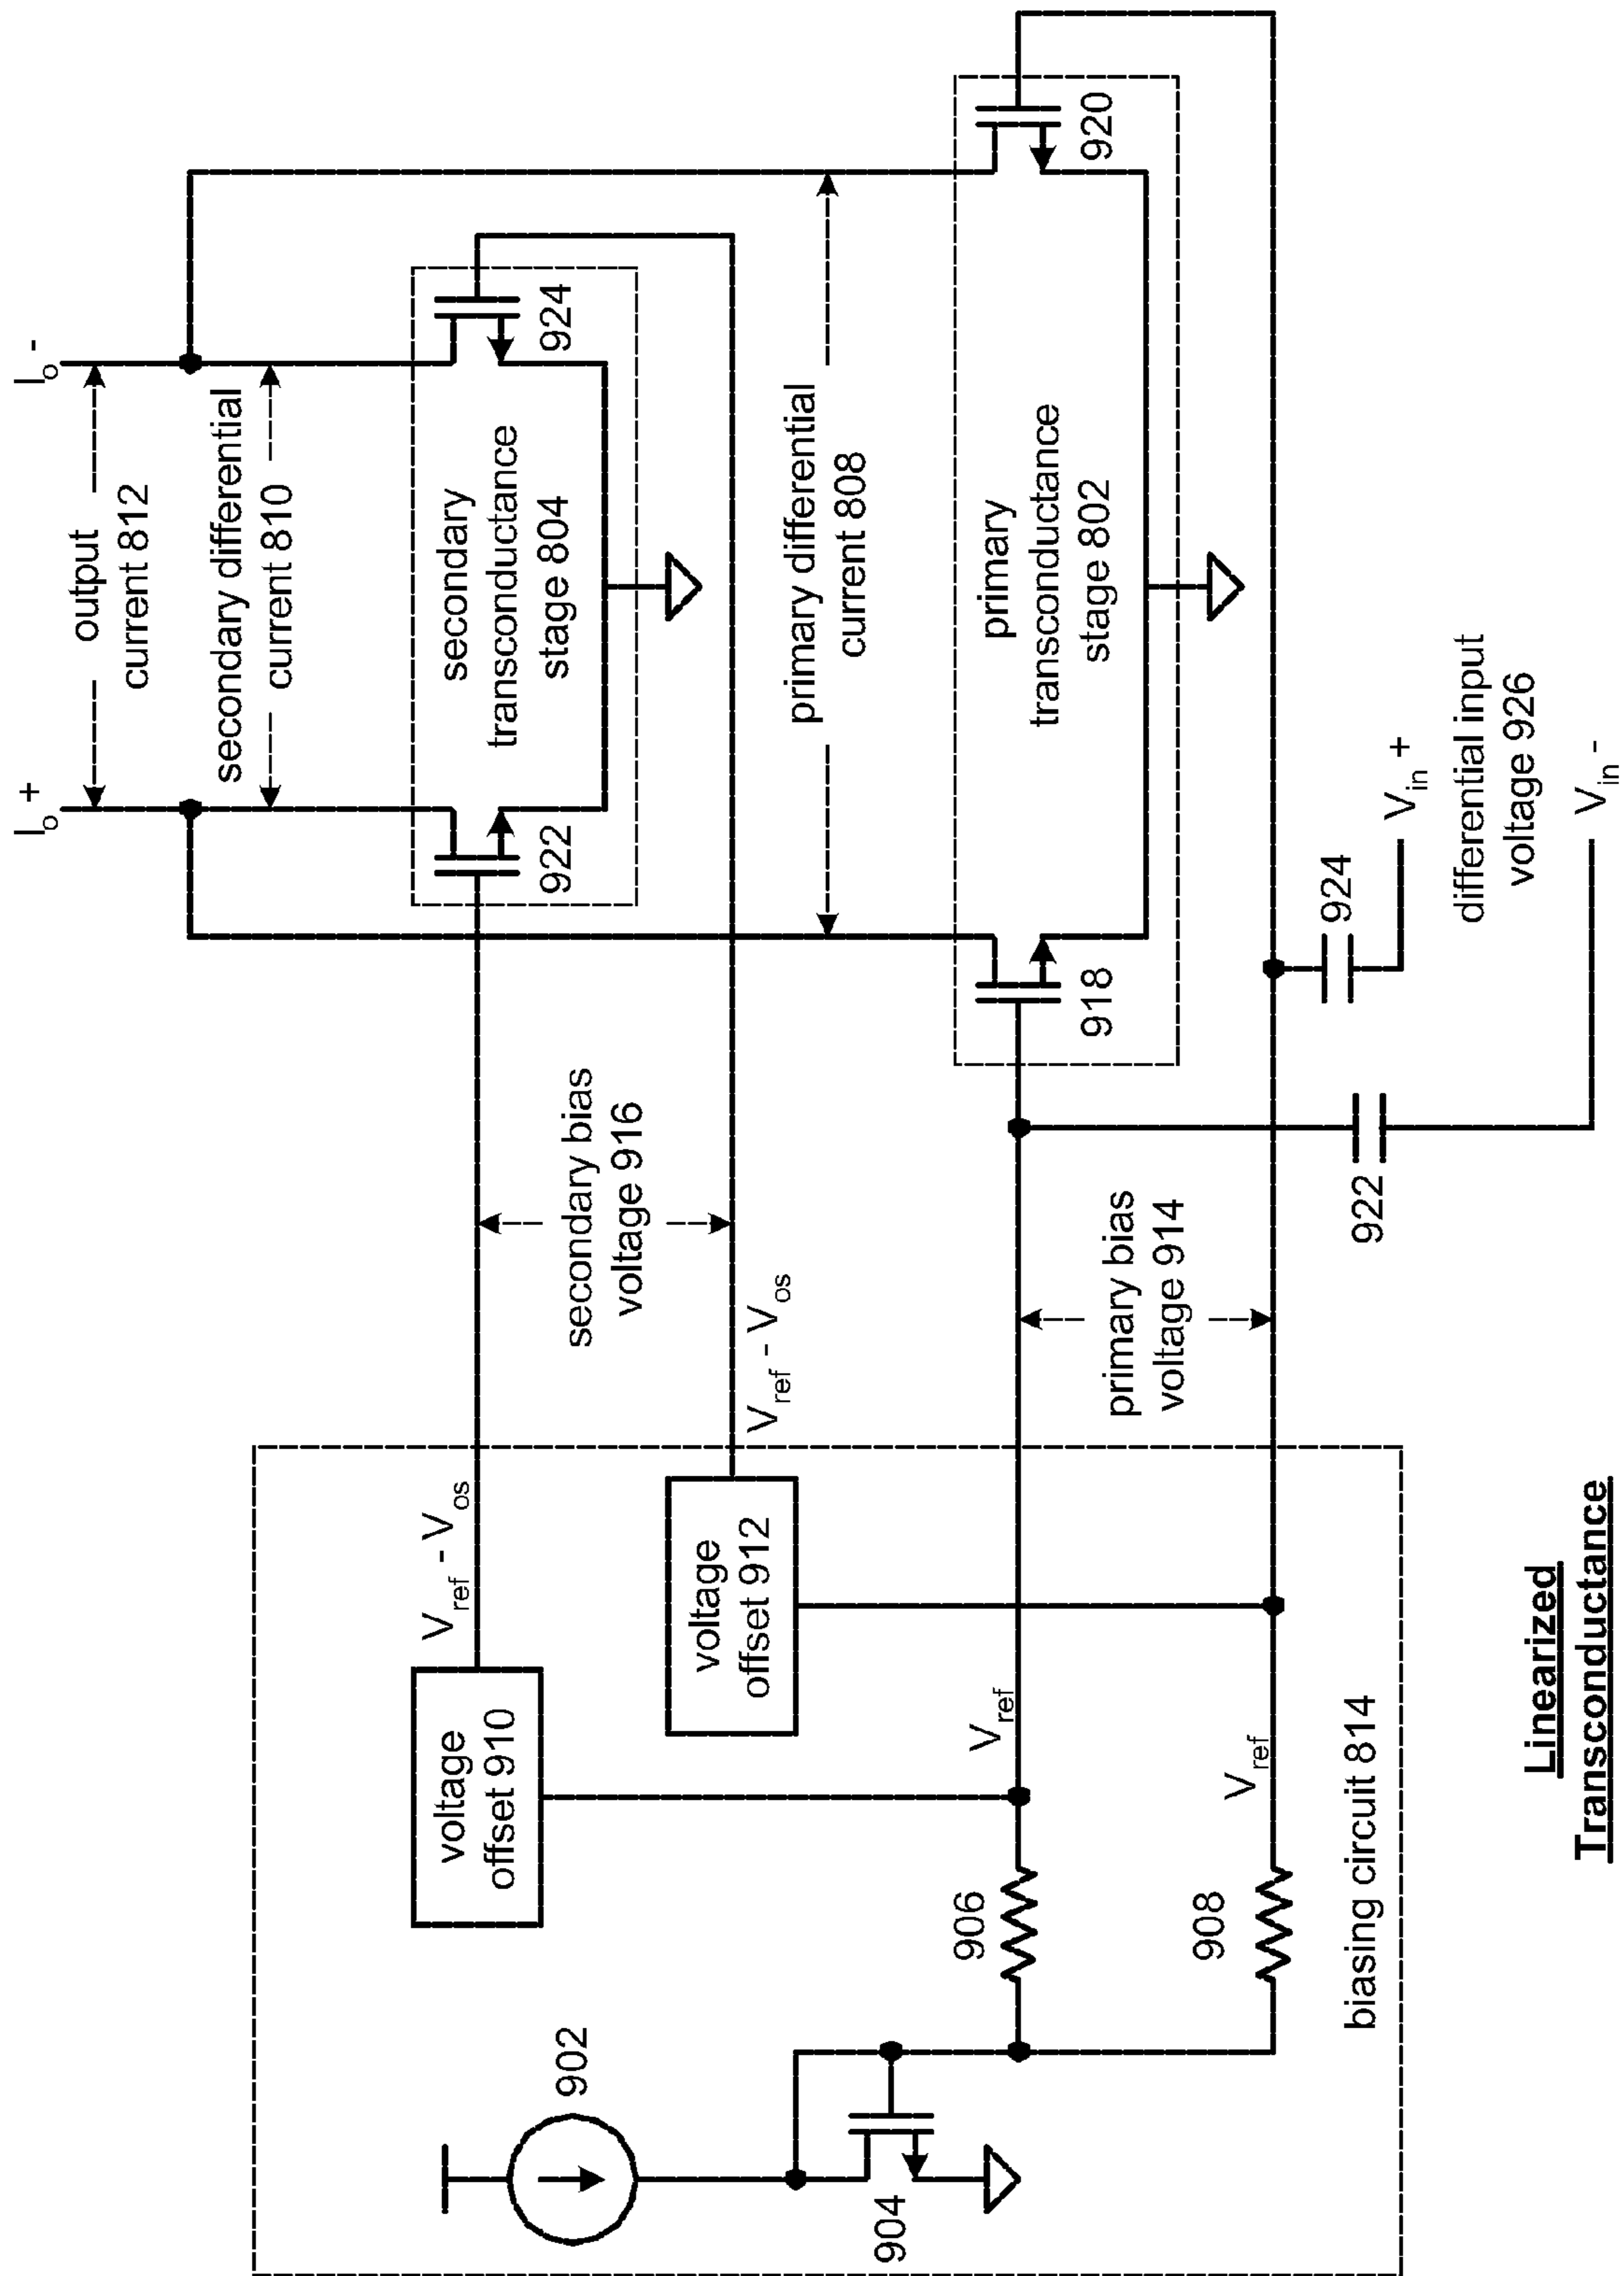 I_o +
I_o -
output
current 812
secondary differential
current 810
922
924
secondary
transconductance
stage 804
primary differential
current 808
918
920
primary
transconductance
stage 802
secondary bias
voltage 916
V_ref - V_os
V_ref - V_os
voltage
offset 910
voltage
offset 912
primary bias
voltage 914
V_ref
V_ref
902
904
906
908
biasing circuit 814
922
924
V_in +
differential input
voltage 926
V_in -
Linearized
Transconductance